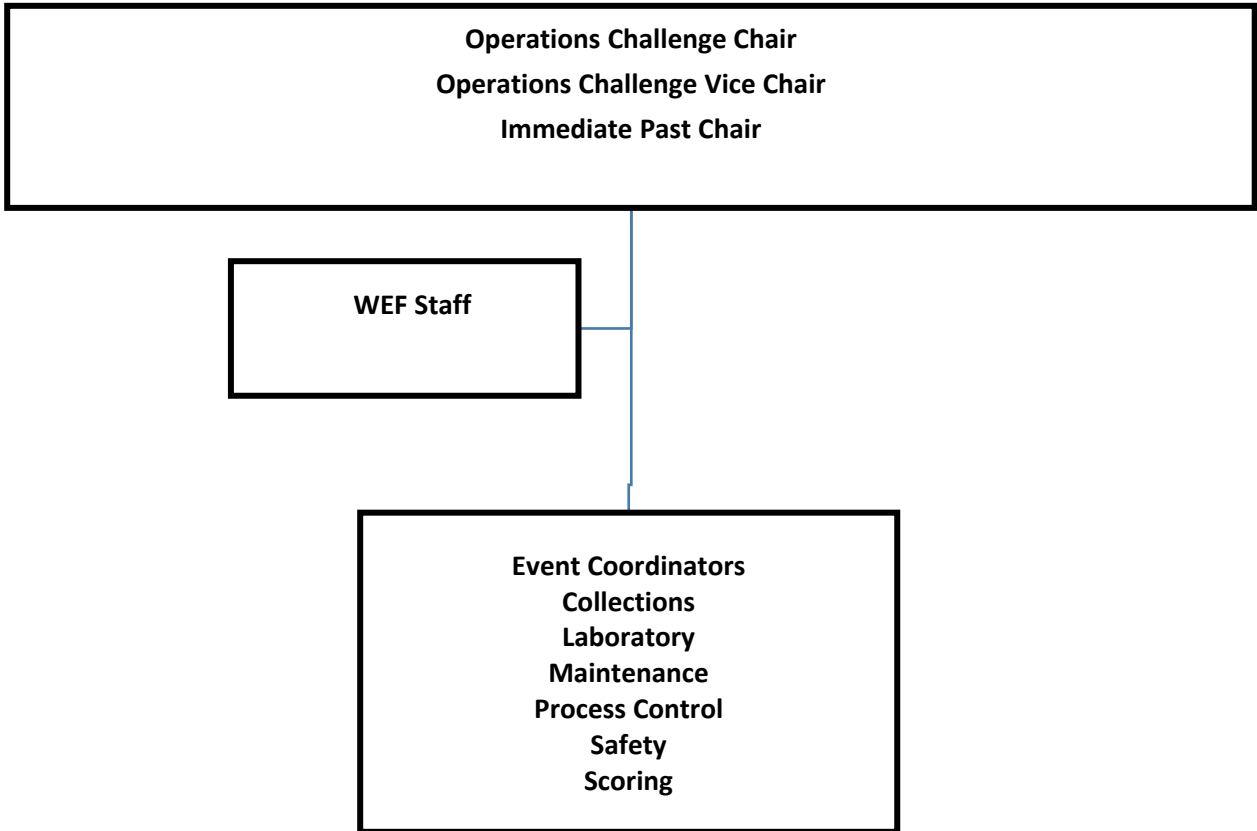 Operations Challenge Chair
Operations Challenge Vice Chair
Immediate Past Chair
WEF Staff
Event Coordinators
Collections
Laboratory
Maintenance
Process Control
Safety
Scoring